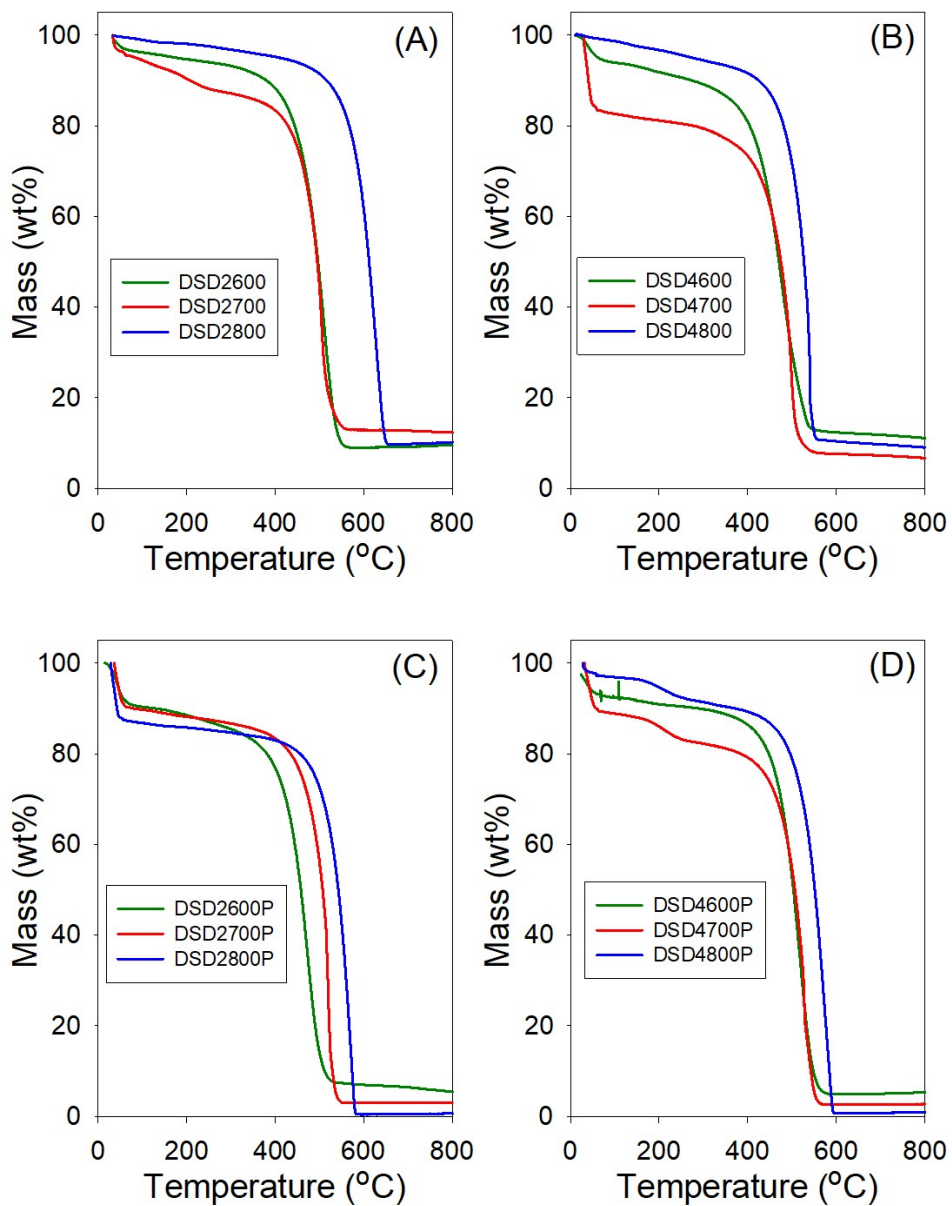 (A)
100
80
60
40
20
0
Mass (wt%)
DSD2600
DSD2700
DSD2800
0 200 400 600 800
Temperature (°C)
(B)
100
80
60
40
20
0
Mass (wt%)
DSD4600
DSD4700
DSD4800
0 200 400 600 800
Temperature (°C)
(C)
100
80
60
40
20
0
Mass (wt%)
DSD2600P
DSD2700P
DSD2800P
0 200 400 600 800
Temperature (°C)
(D)
100
80
60
40
20
0
Mass (wt%)
DSD4600P
DSD4700P
DSD4800P
0 200 400 600 800
Temperature (°C)